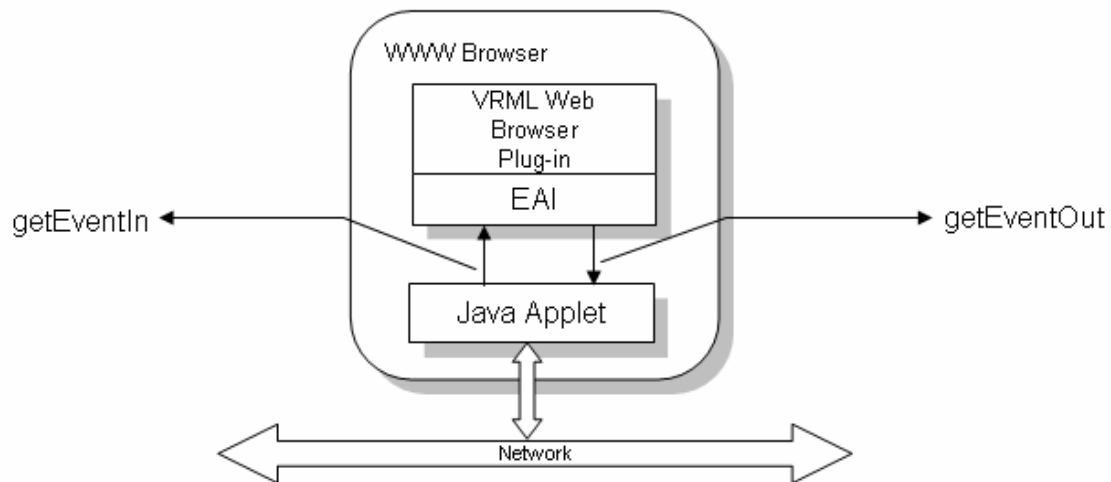 WWW Browser
VRML Web
Browser
Plug-in
EAI
getEventIn
getEventOut
Java Applet
Network